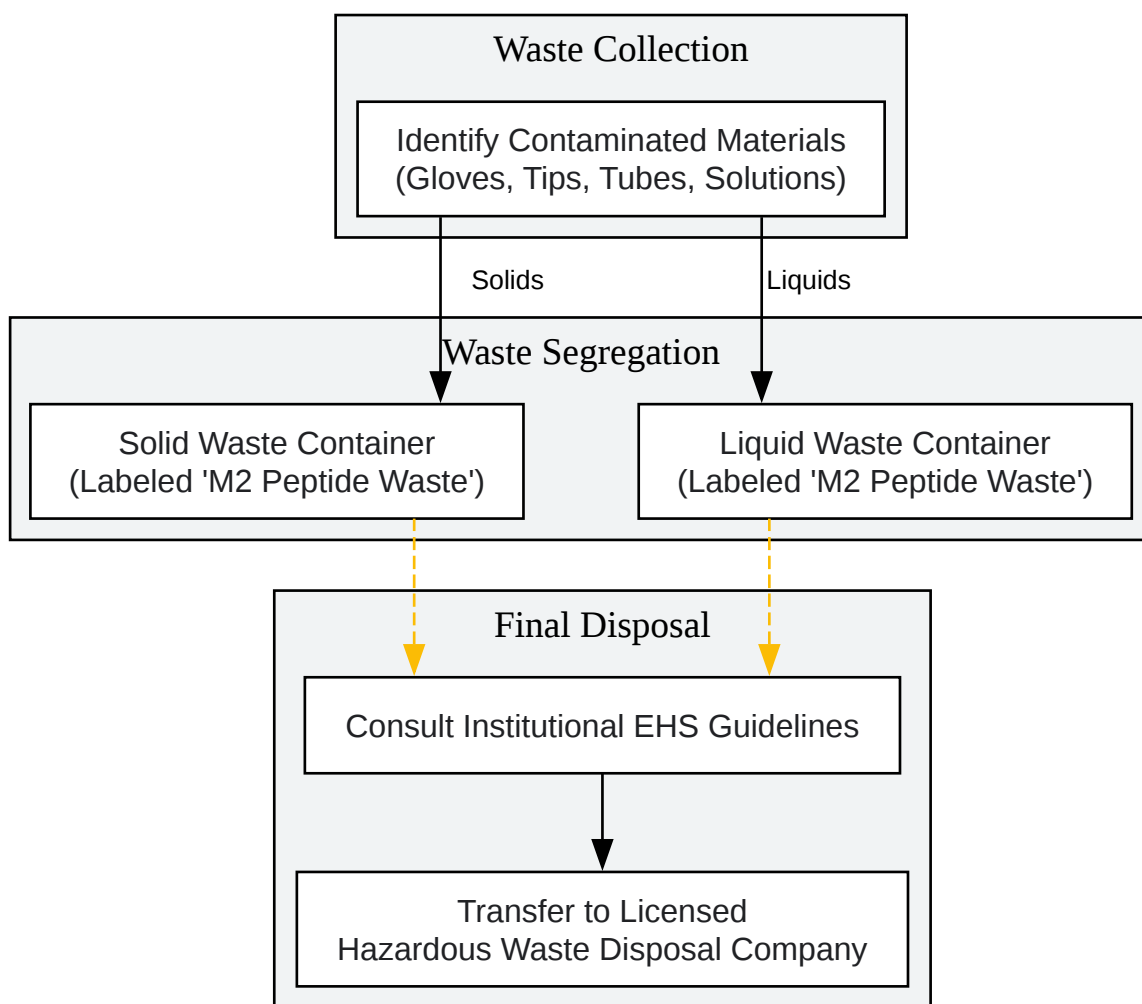 Waste Collection
Identify Contaminated Materials
(Gloves, Tips, Tubes, Solutions)
Solids
Liquids
Waste Segregation
Solid Waste Container
(Labeled 'M2 Peptide Waste')
Liquid Waste Container
(Labeled 'M2 Peptide Waste')
Final Disposal
Consult Institutional EHS Guidelines
Transfer to Licensed
Hazardous Waste Disposal Company